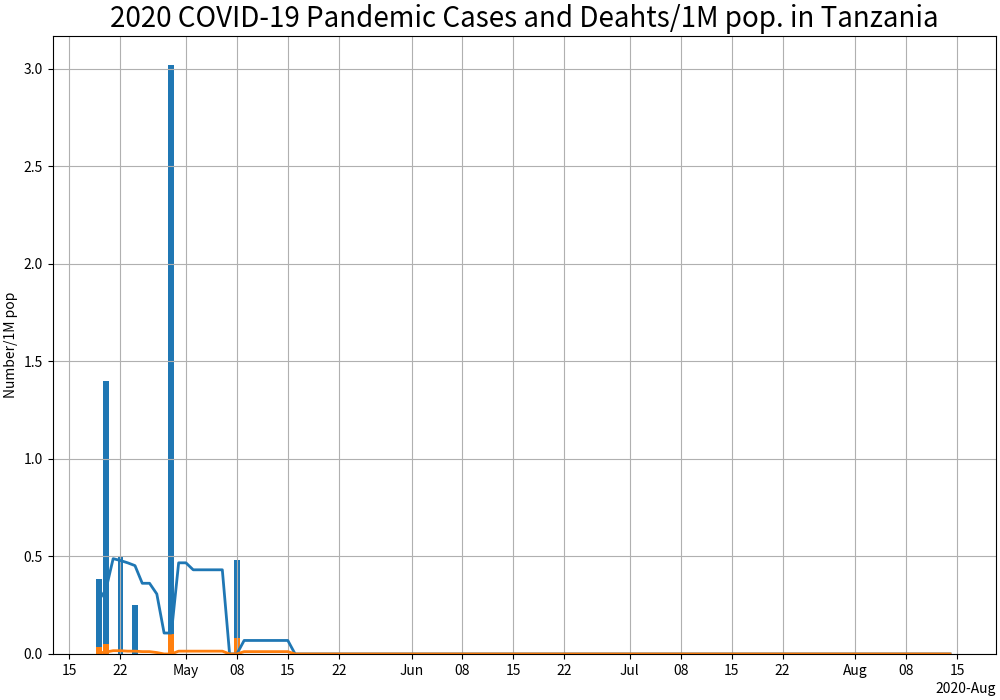 2020 COVID-19 Pandemic Cases and Deahts/1M pop. in Tanzania
Number/1M pop
3.0
2.5
2.0
1.5
1.0
0.5
0.0
15 22 May 08 15 22 Jun 08 15 22 Jul 08 15 22 Aug 08 15
2020-Aug